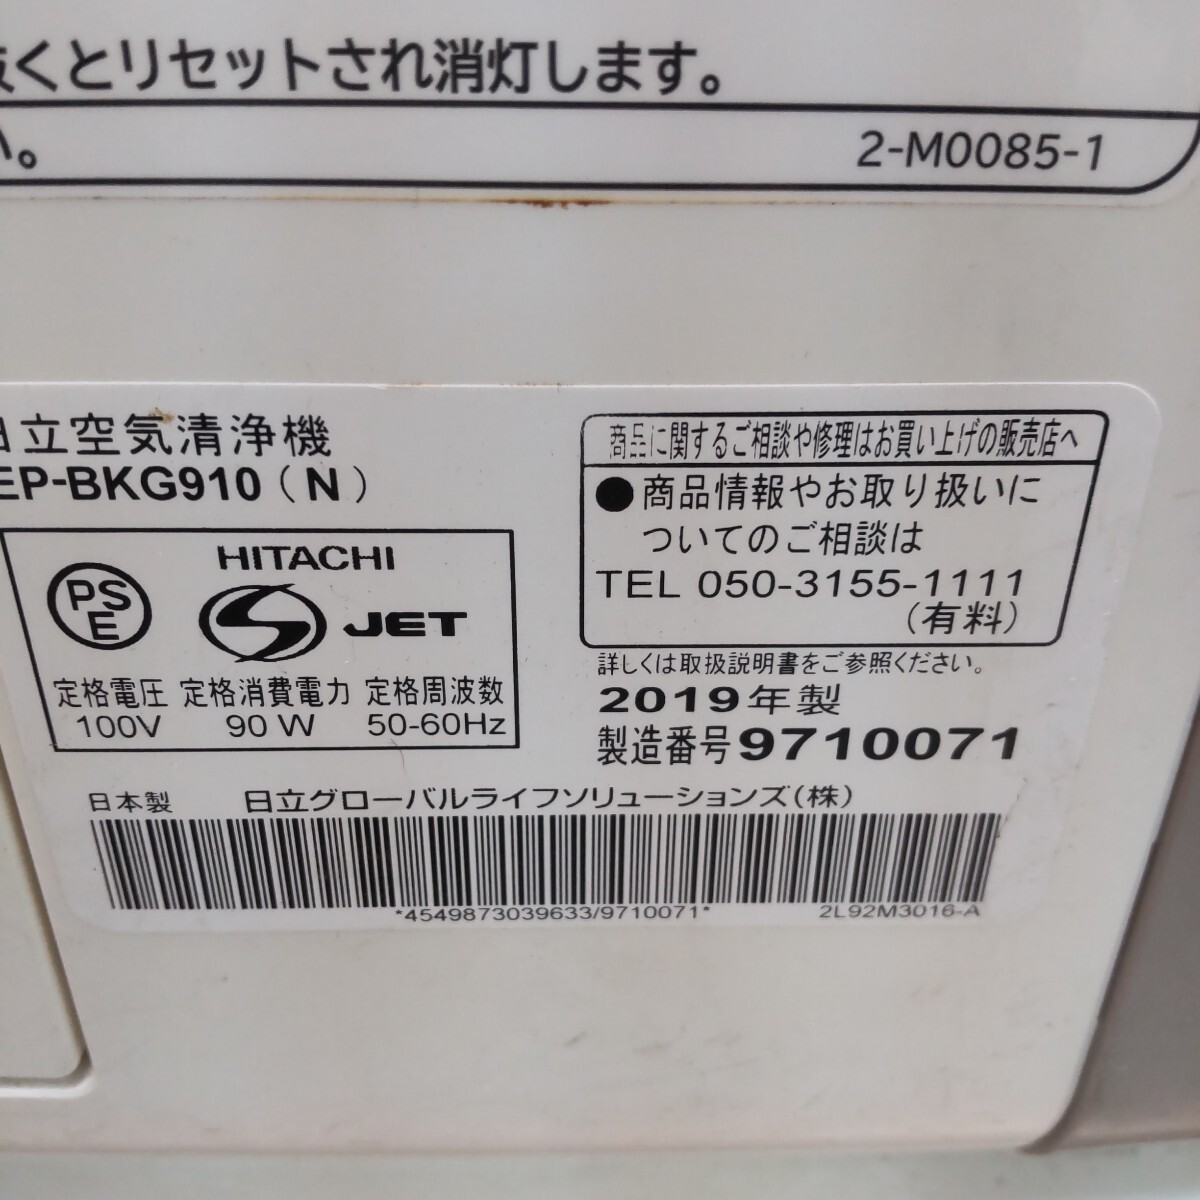 抜くとリセットされ消灯します。
い。
2-M0085-1
日立空気清浄機
EP-BKG910（N）
HITACHI
PSE
S JET
定格電圧 定格消費電力 定格周波数
100V 90W 50-60Hz
商品に関するご相談や修理はお買い上げの販売店へ
●商品情報やお取り扱いに
ついてのご相談は
TEL 050-3155-1111
（有料）
詳しくは取扱説明書をご参照ください。
2019年製
製造番号9710071
日本製 日立グローバルライフソリューションズ(株)
*4549873039633/9710071* 2L92M3016-A